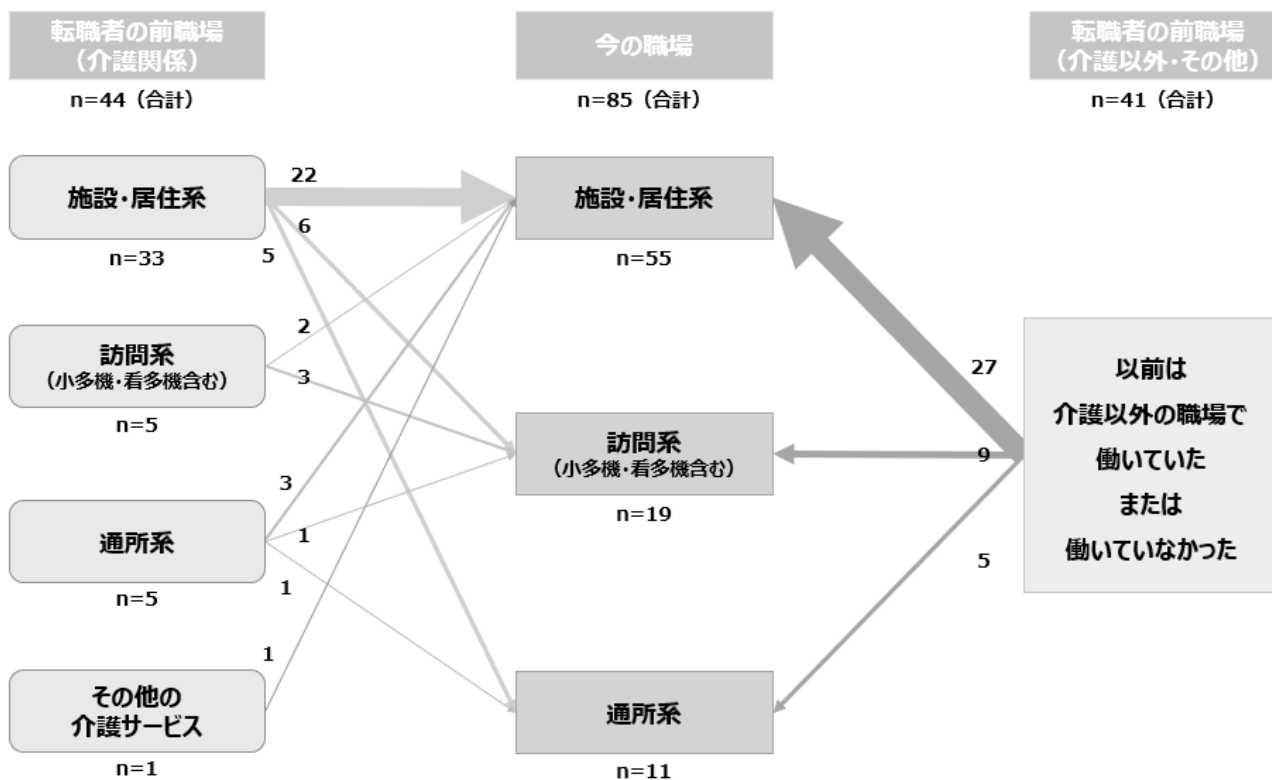 転職者の前職場
（介護関係）
n=44（合計）
今の職場
n=85（合計）
転職者の前職場
（介護以外・その他）
n=41（合計）
施設・居住系
n=33
訪問系
（小多機・看多機含む）
n=5
通所系
n=5
その他の
介護サービス
n=1
22
6
5
2
3
3
1
1
1
施設・居住系
n=55
訪問系
（小多機・看多機含む）
n=19
通所系
n=11
27
9
5
以前は
介護以外の職場で
働いていた
または
働いていなかった